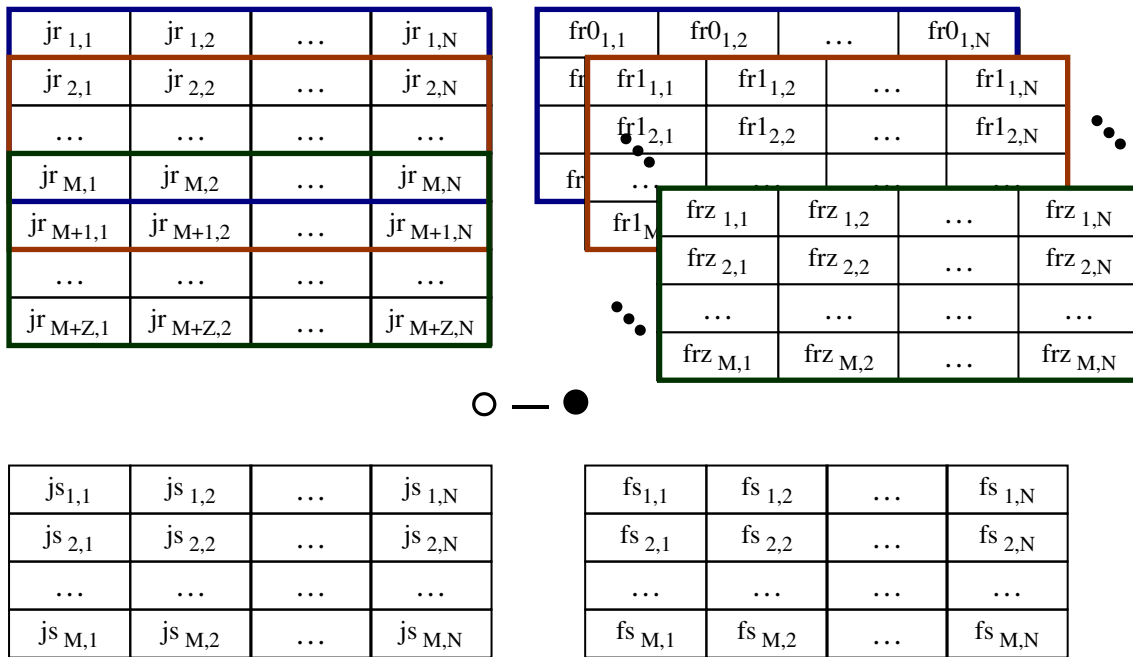 jr 1,1 jr 1,2 … jr 1,N
jr 2,1 jr 2,2 … jr 2,N
… … … …
jr M,1 jr M,2 … jr M,N
jr M+1,1 jr M+1,2 … jr M+1,N
… … … …
jr M+Z,1 jr M+Z,2 … jr M+Z,N
fr0 1,1 fr0 1,2 … fr0 1,N
fr
fr
fr1 1,1 fr1 1,2 … fr1 1,N
fr1 2,1 fr1 2,2 … fr1 2,N
… … … …
fr1 M
frz 1,1 frz 1,2 … frz 1,N
frz 2,1 frz 2,2 … frz 2,N
… … … …
frz M,1 frz M,2 … frz M,N
js 1,1 js 1,2 … js 1,N
js 2,1 js 2,2 … js 2,N
… … … …
js M,1 js M,2 … js M,N
fs 1,1 fs 1,2 … fs 1,N
fs 2,1 fs 2,2 … fs 2,N
… … … …
fs M,1 fs M,2 … fs M,N